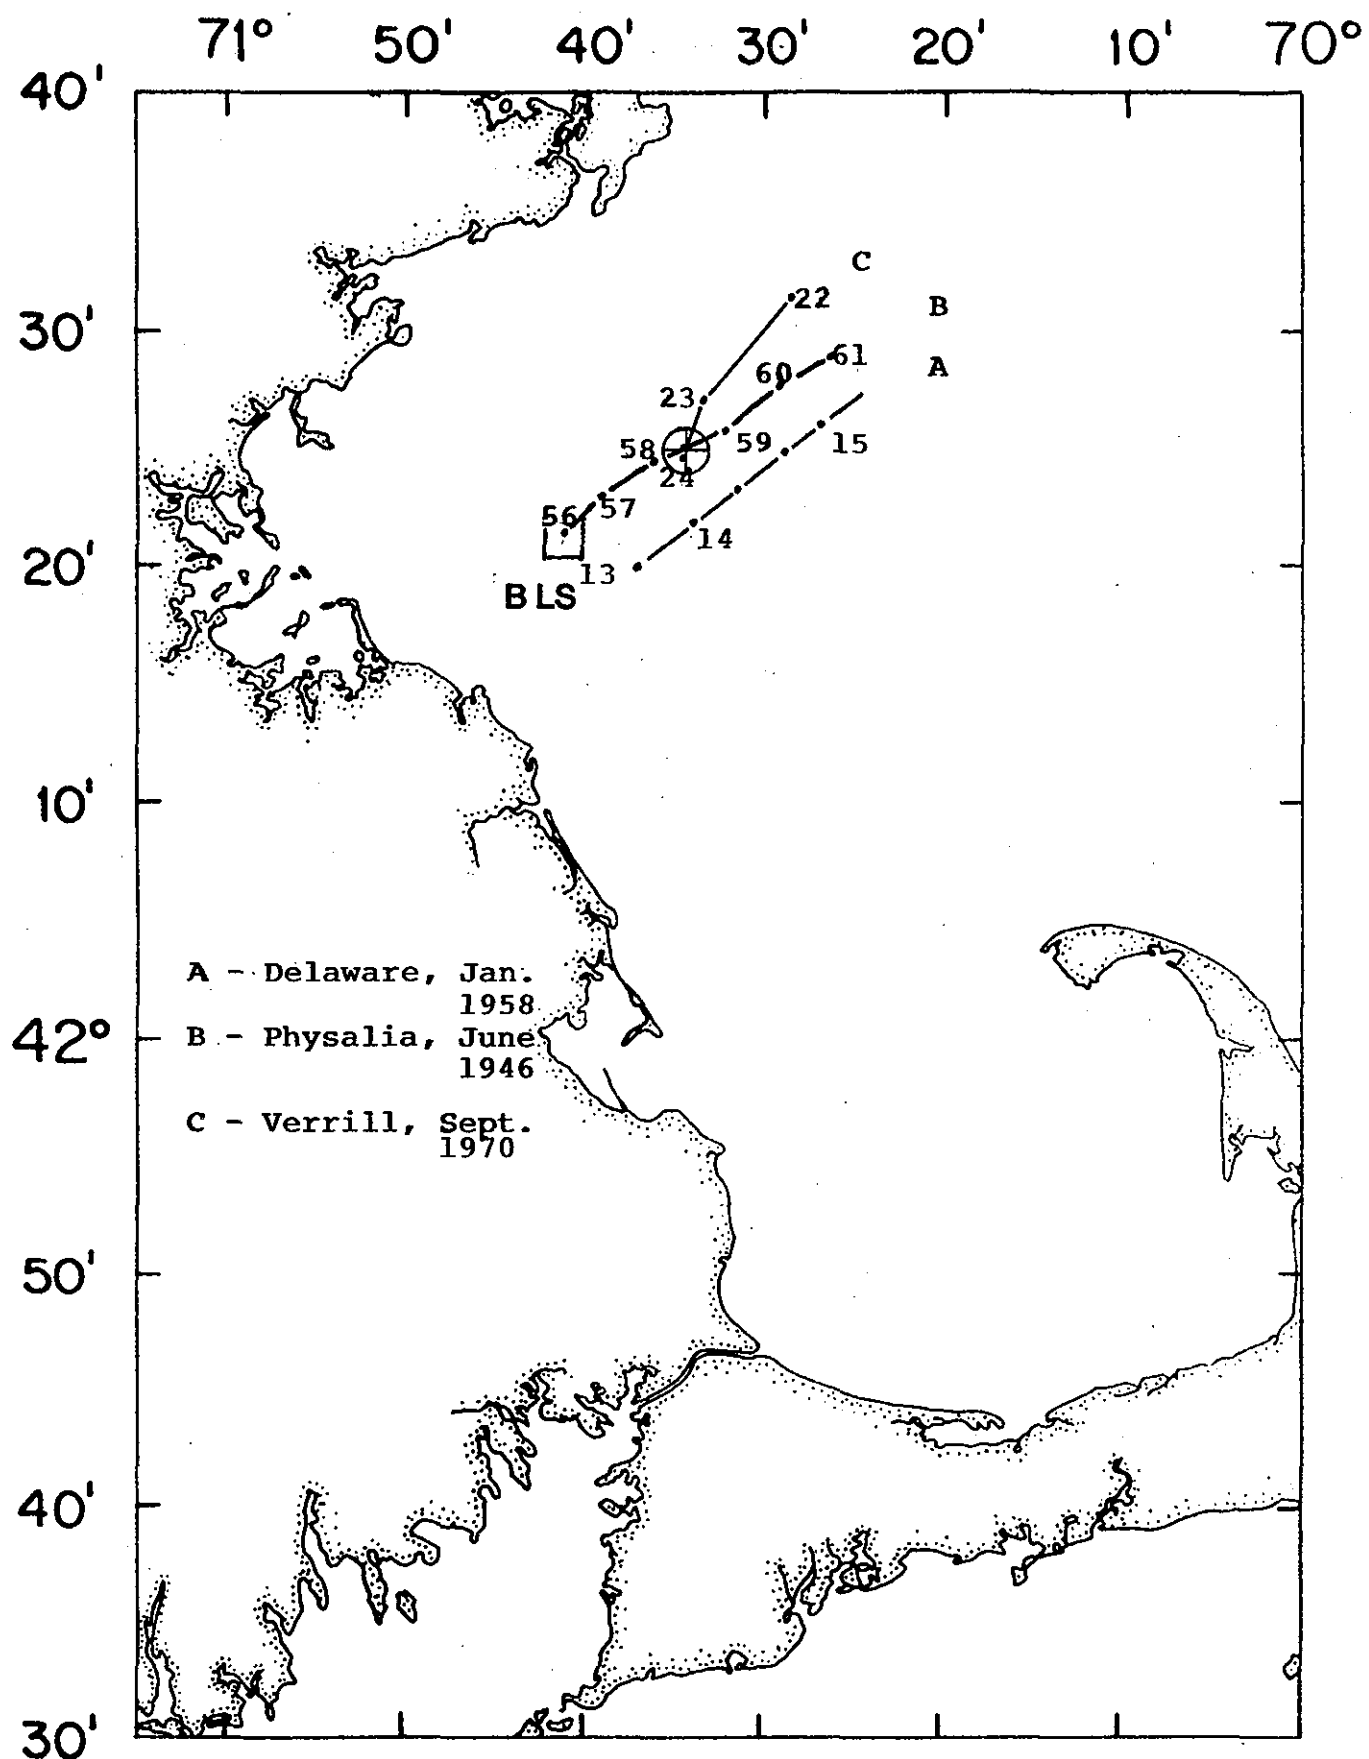 71° 50' 40' 30' 20' 10' 70°
40'
C
22
B
30'
61
A
60
23
59
15
58
24
57
56
14
20'
13
BLS
10'
A - Delaware, Jan.
1958
42°
B - Physalia, June
1946
C - Verrill, Sept.
1970
50'
40'
30'